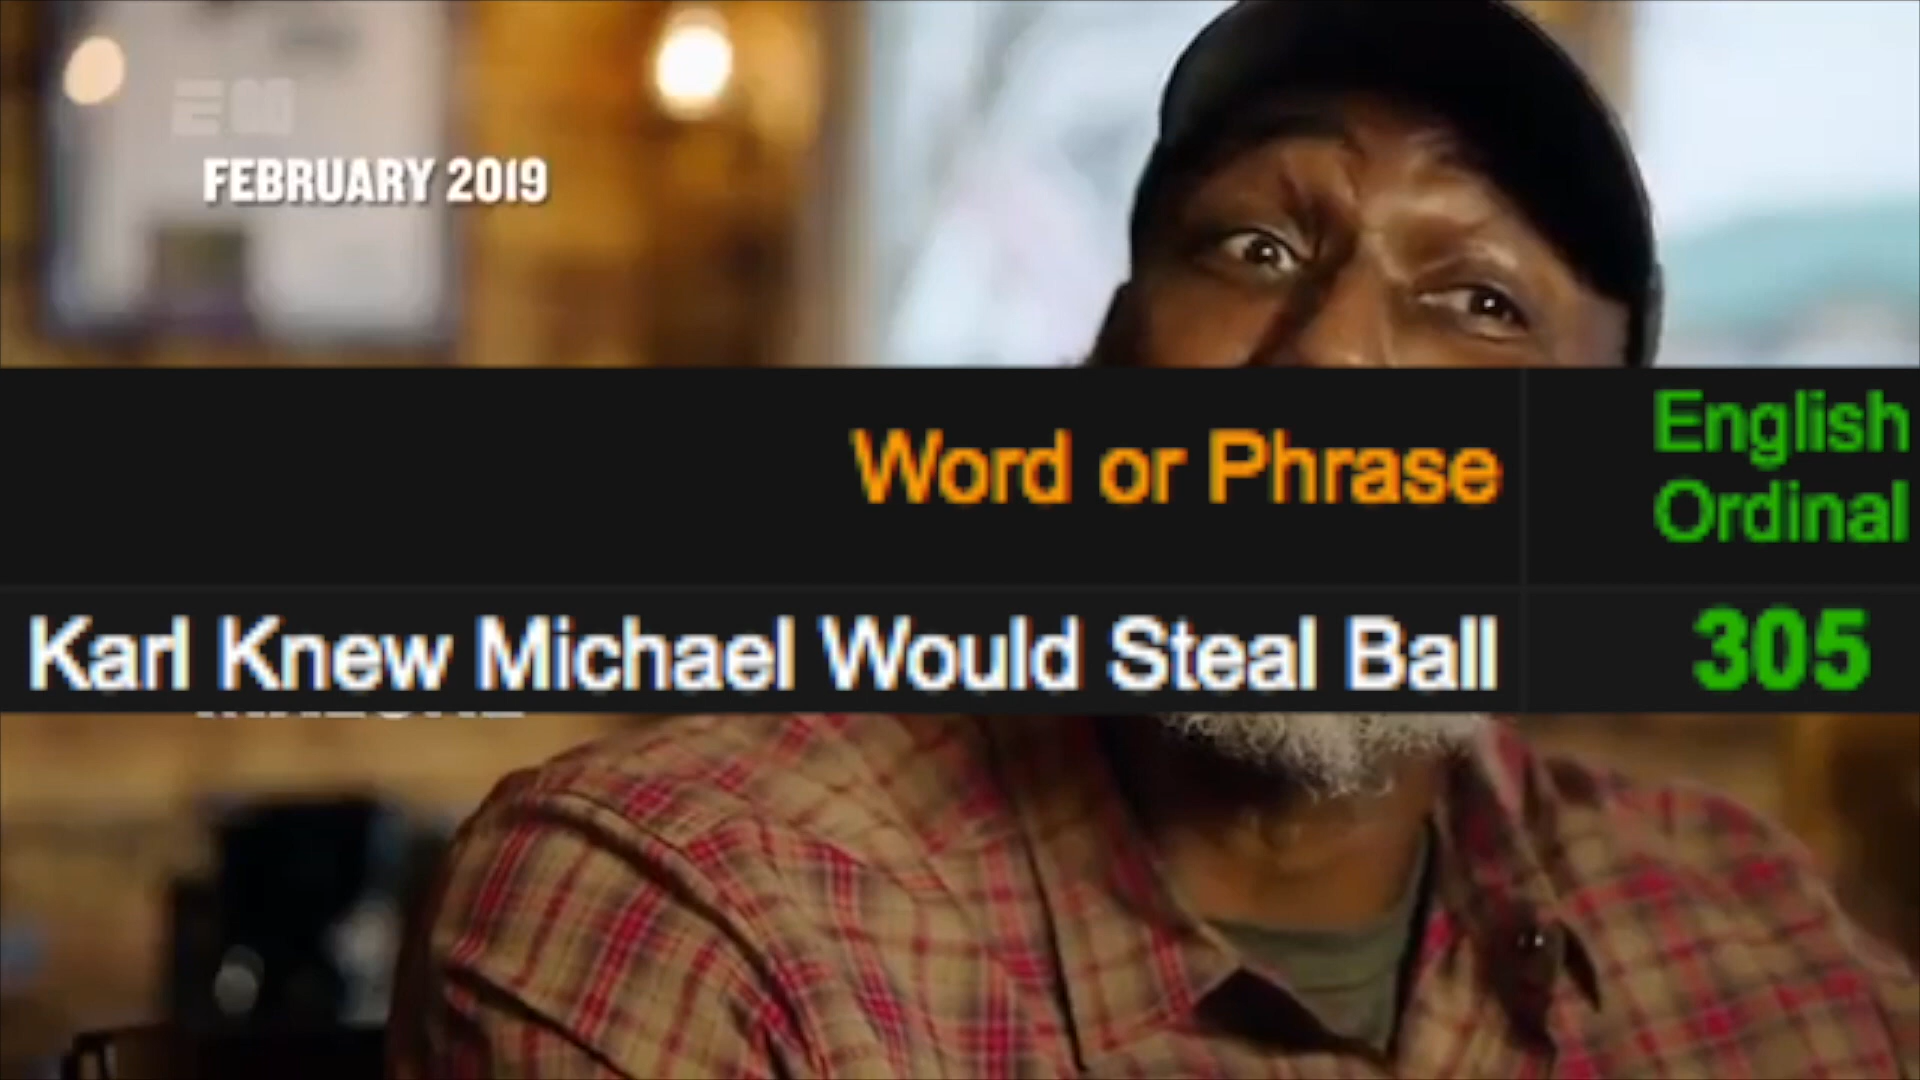 FEBRUARY 2019
Word or Phrase
English
Ordinal
Karl Knew Michael Would Steal Ball
305